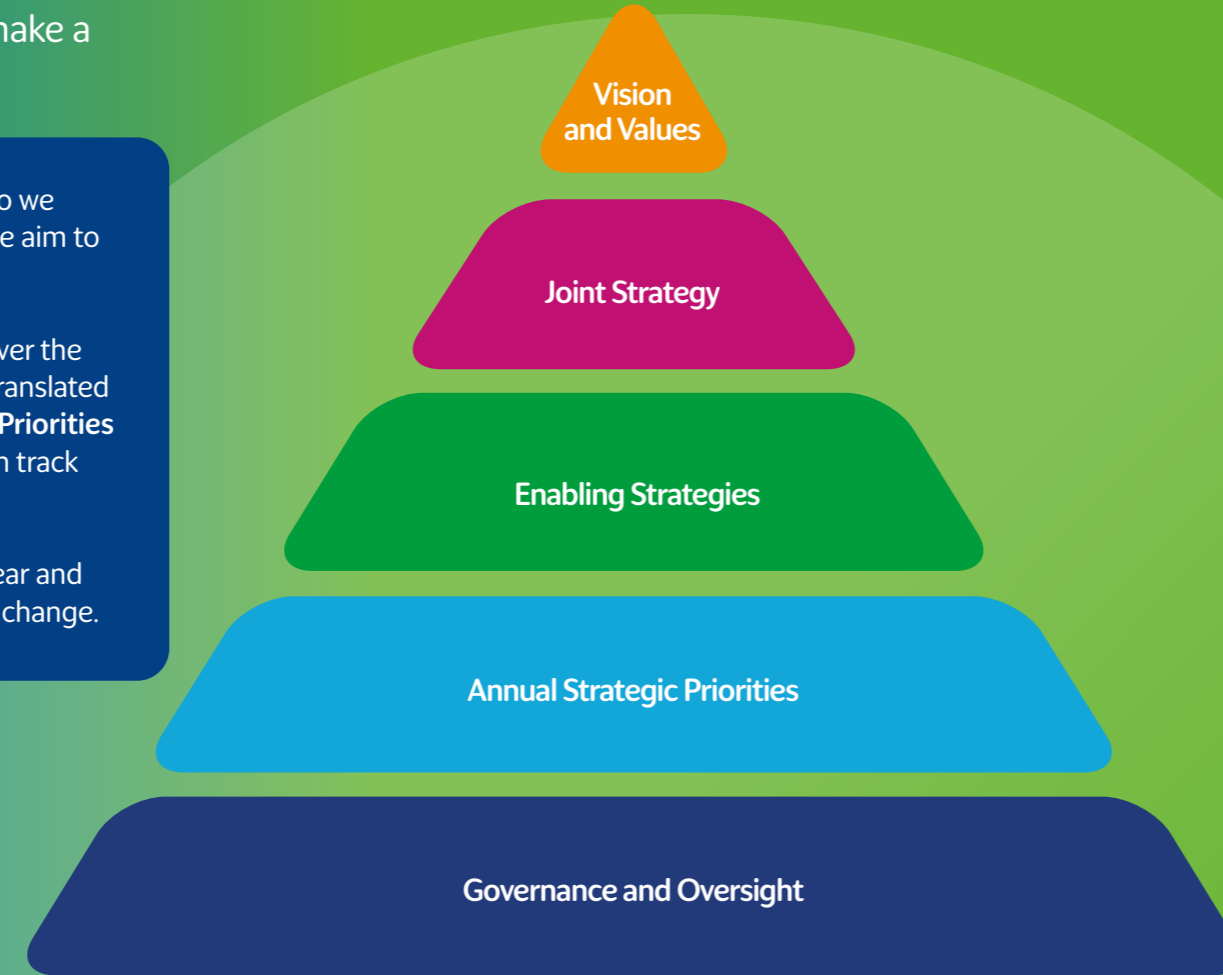 make a
o we
e aim to
ver the
ranslated
Priorities
n track
ear and
change.
Vision
and Values
Joint Strategy
Enabling Strategies
Annual Strategic Priorities
Governance and Oversight